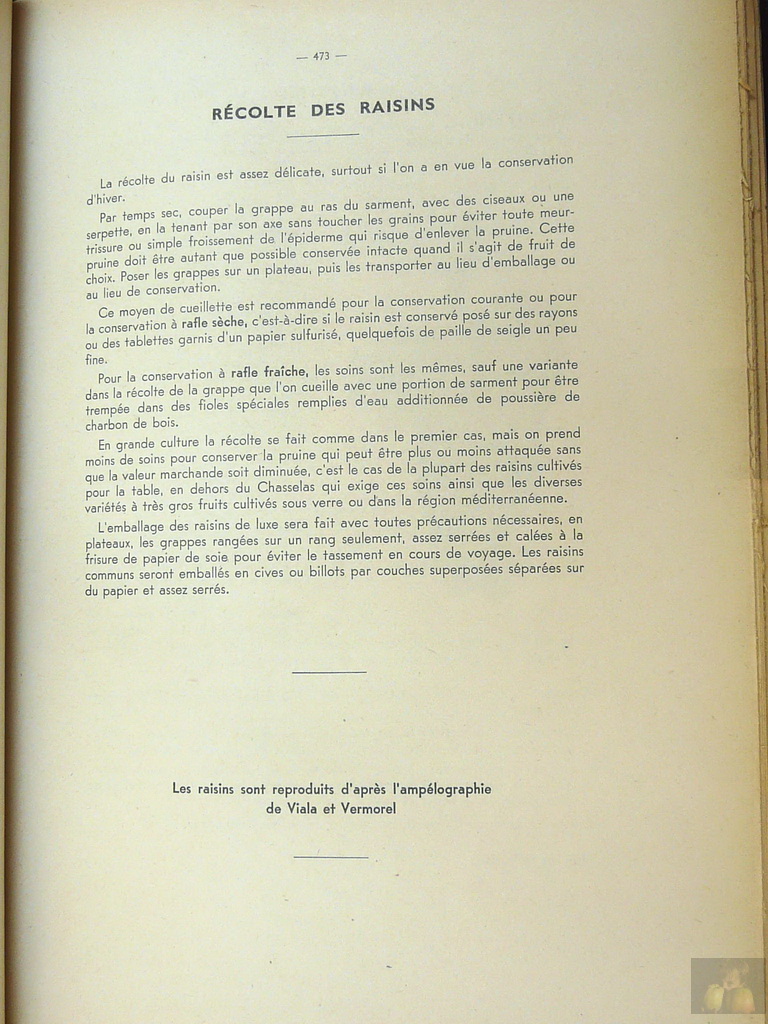 — 473 —
RÉCOLTE DES RAISINS
La récolte du raisin est assez délicate, surtout si l'on a en vue la conservation
d'hiver.
Par temps sec, couper la grappe au ras du sarment, avec des ciseaux ou une
serpette, en la tenant par son axe sans toucher les grains pour éviter toute meur-
trissure ou simple froissement de l'épiderme qui risque d'enlever la pruine. Cette
pruine doit être autant que possible conservée intacte quand il s'agit de fruit de
choix. Poser les grappes sur un plateau, puis les transporter au lieu d'emballage ou
au lieu de conservation.
Ce moyen de cueillette est recommandé pour la conservation courante ou pour
la conservation à rafle sèche, c'est-à-dire si le raisin est conservé posé sur des rayons
ou des tablettes garnis d'un papier sulfurisé, quelquefois de paille de seigle un peu
fine.
Pour la conservation à rafle fraîche, les soins sont les mêmes, sauf une variante
dans la récolte de la grappe que l'on cueille avec une portion de sarment pour être
trempée dans des fioles spéciales remplies d'eau additionnée de poussière de
charbon de bois.
En grande culture la récolte se fait comme dans le premier cas, mais on prend
moins de soins pour conserver la pruine qui peut être plus ou moins attaquée sans
que la valeur marchande soit diminuée, c'est le cas de la plupart des raisins cultivés
pour la table, en dehors du Chasselas qui exige ces soins ainsi que les diverses
variétés à très gros fruits cultivés sous verre ou dans la région méditerranéenne.
L'emballage des raisins de luxe sera fait avec toutes précautions nécessaires, en
plateaux, les grappes rangées sur un rang seulement, assez serrées et calées à la
frisure de papier de soie pour éviter le tassement en cours de voyage. Les raisins
communs seront emballés en cives ou billots par couches superposées séparées sur
du papier et assez serrés.
Les raisins sont reproduits d'après l'ampélographie
de Viala et Vermorel